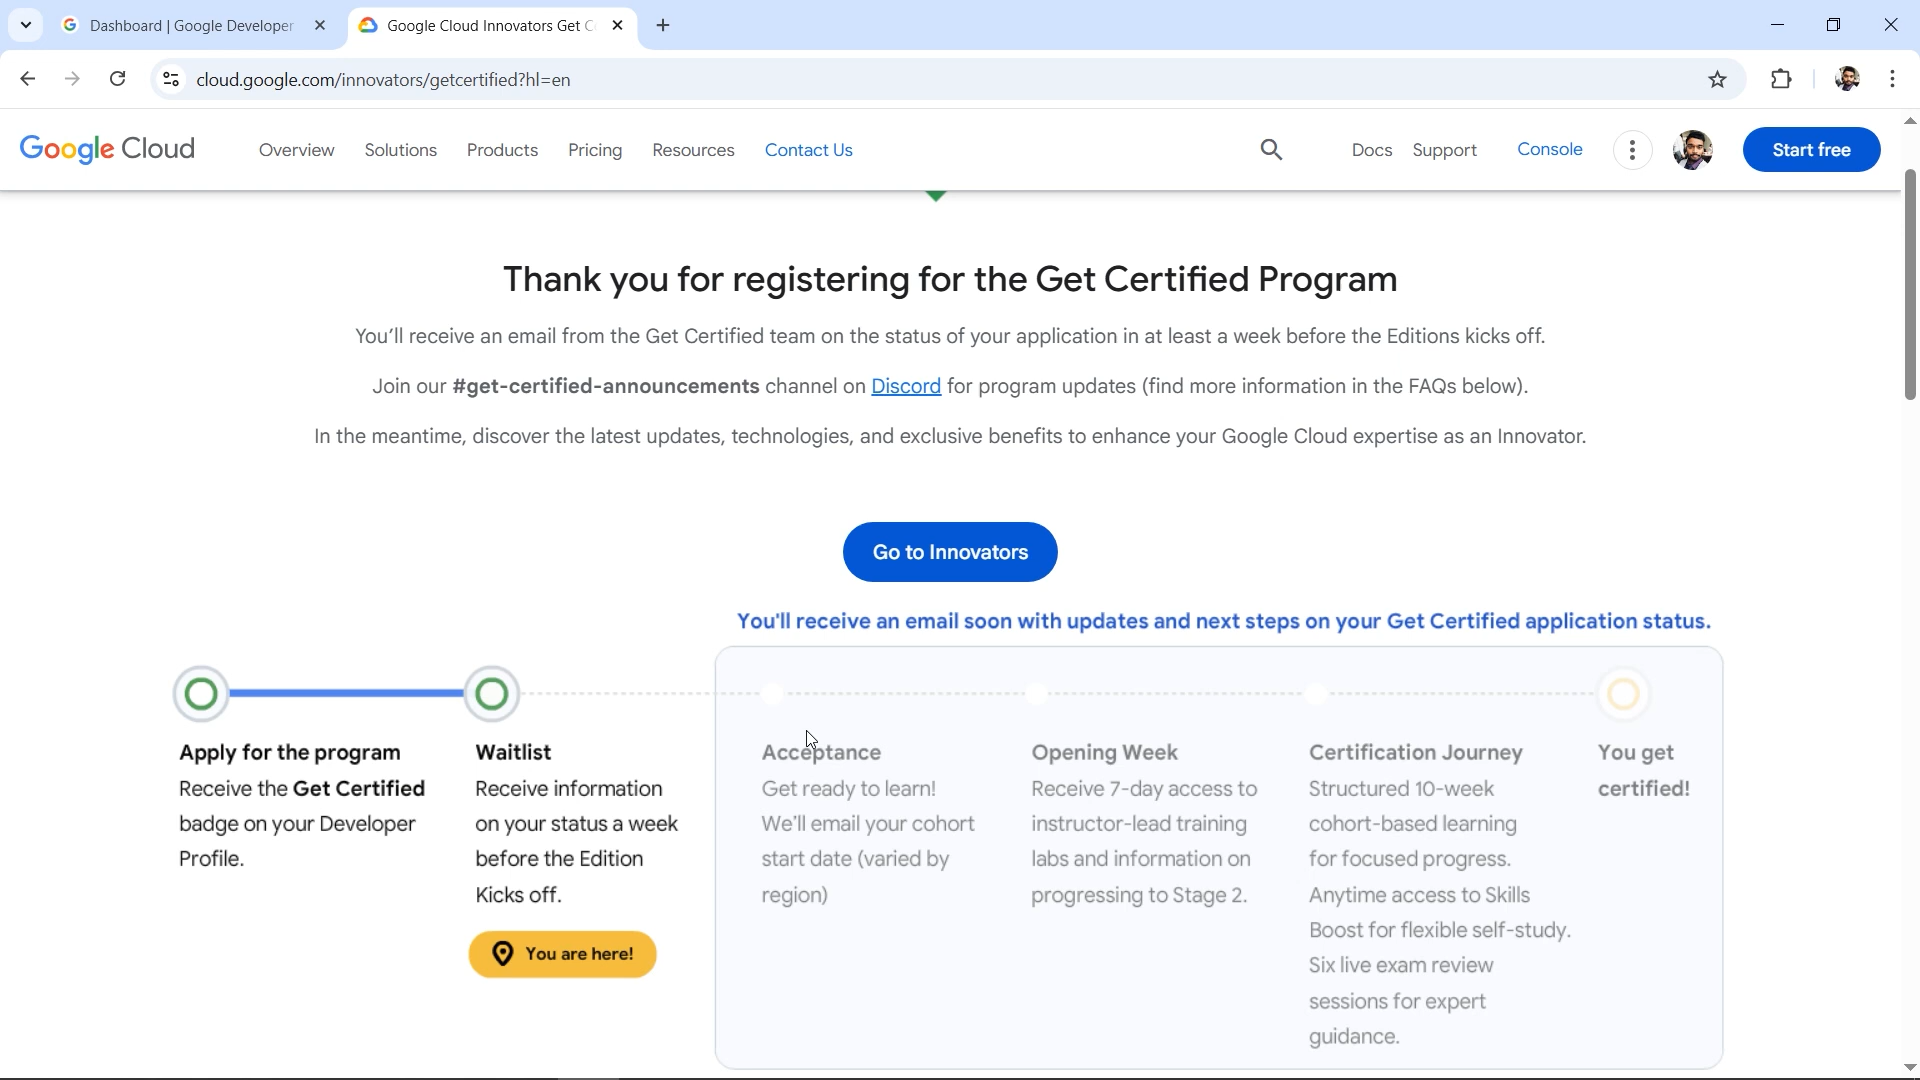 Dashboard | Google Developer
Google Cloud Innovators Get C
cloud.google.com/innovators/getcertified?hl=en
Google Cloud
Overview
Solutions
Products
Pricing
Resources
Contact Us
Docs
Support
Console
Start free
Thank you for registering for the Get Certified Program
You’ll receive an email from the Get Certified team on the status of your application in at least a week before the Editions kicks off.
Join our #get-certified-announcements channel on Discord for program updates (find more information in the FAQs below).
In the meantime, discover the latest updates, technologies, and exclusive benefits to enhance your Google Cloud expertise as an Innovator.
Go to Innovators
You'll receive an email soon with updates and next steps on your Get Certified application status.
Apply for the program
Receive the Get Certified
badge on your Developer
Profile.
Waitlist
Receive information
on your status a week
before the Edition
Kicks off.
You are here!
Acceptance
Get ready to learn!
We’ll email your cohort
start date (varied by
region)
Opening Week
Receive 7-day access to
instructor-lead training
labs and information on
progressing to Stage 2.
Certification Journey
Structured 10-week
cohort-based learning
for focused progress.
Anytime access to Skills
Boost for flexible self-study.
Six live exam review
sessions for expert
guidance.
You get
certified!